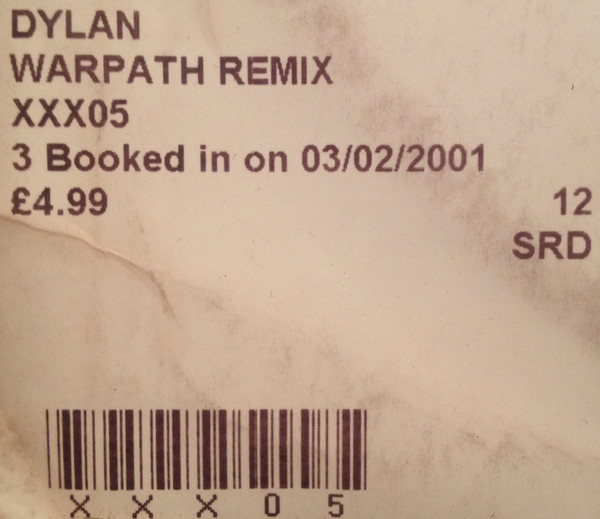 DYLAN
WARPATH REMIX
XXX05
3 Booked in on 03/02/2001
£4.99
12
SRD
X X X 0 5